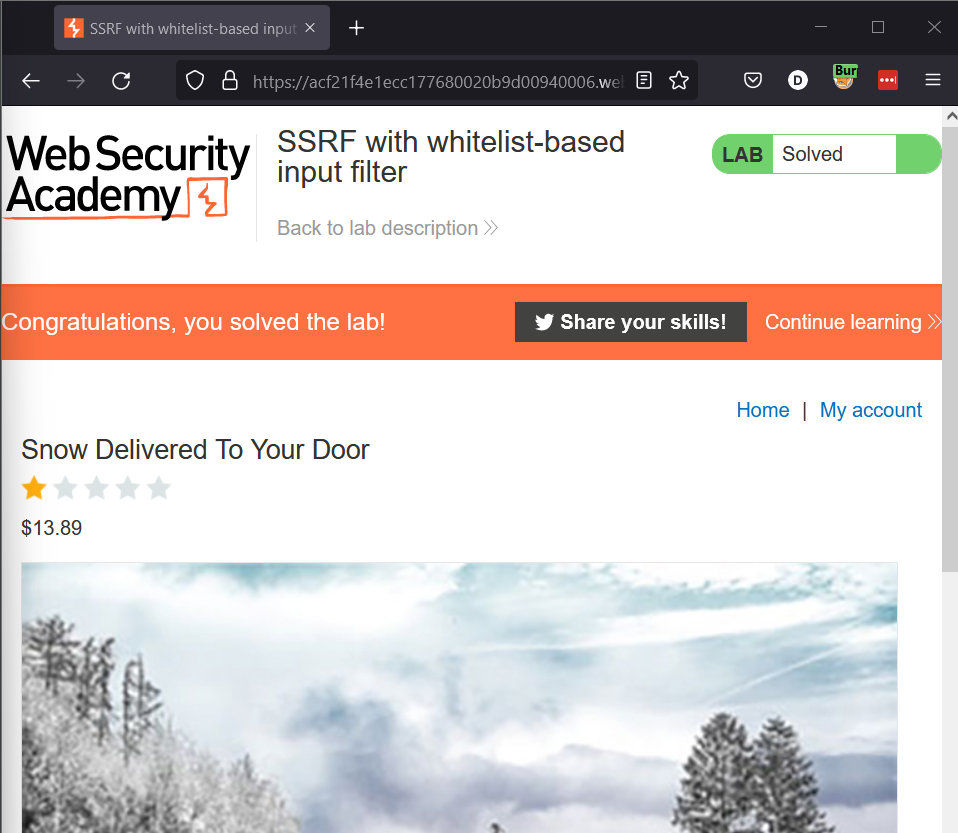 SSRF with whitelist-based input
https://acf21f4e1ecc177680020b9d00940006.web
Bur
D
Web Security
Academy
SSRF with whitelist-based
input filter
LAB Solved
Back to lab description
Congratulations, you solved the lab!
Share your skills!
Continue learning
Home | My account
Snow Delivered To Your Door
$13.89